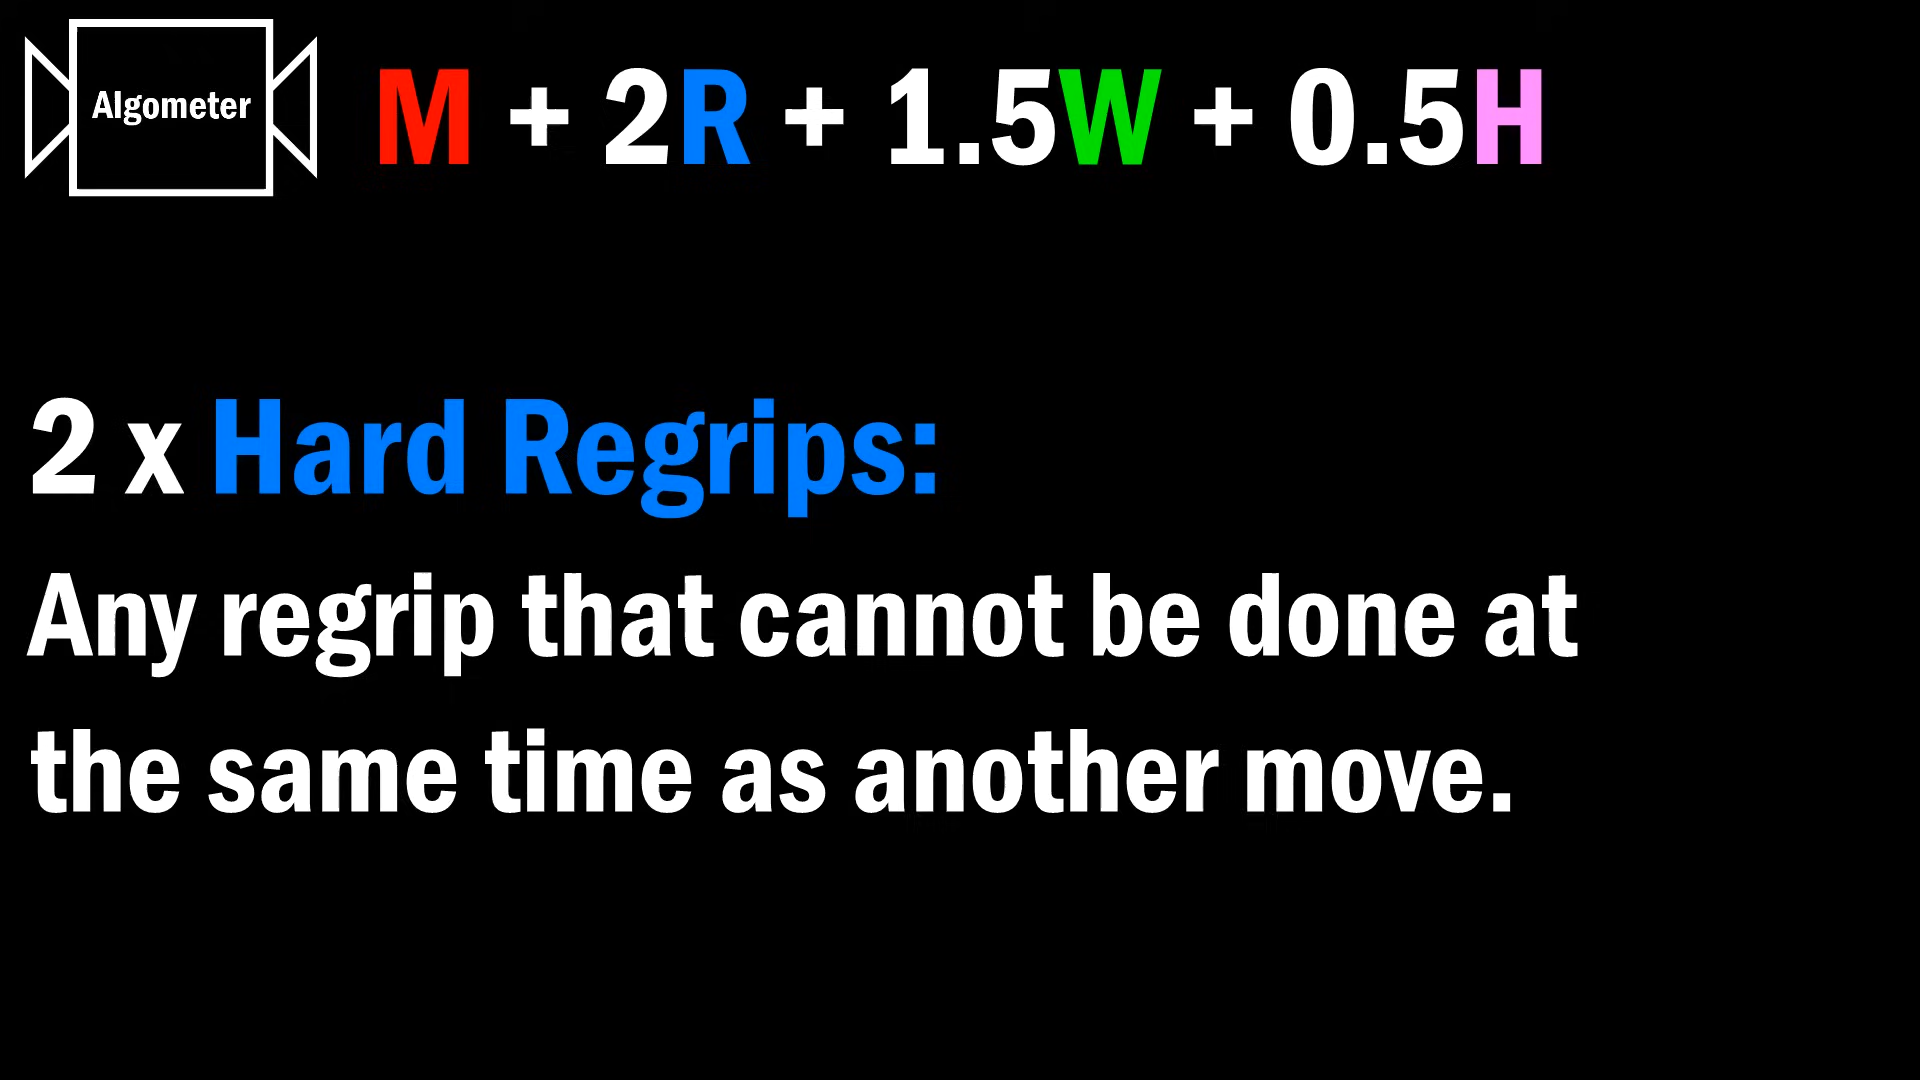 Algometer
M + 2R + 1.5W + 0.5H
2 x Hard Regrips:
Any regrip that cannot be done at
the same time as another move.